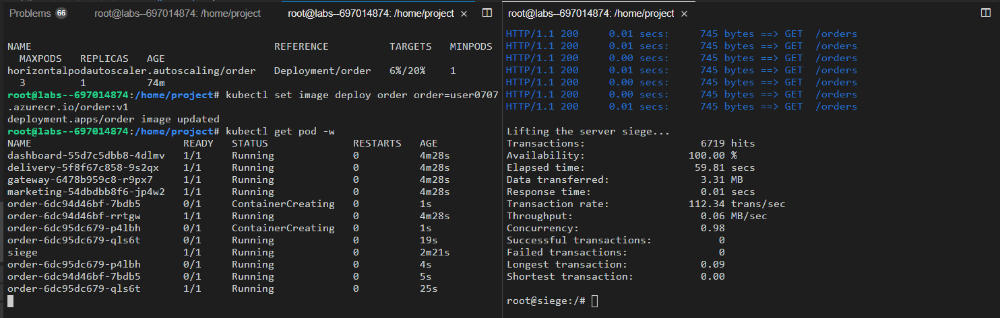 Problems 66 root@labs--697014874: /home/project root@labs--697014874: /home/project ×
NAME REFERENCE TARGETS MINPODS
MAXPODS REPLICAS AGE
horizontalpodautoscaler.autoscaling/order Deployment/order 6%/20% 1
3 1 74m
root@labs--697014874:/home/project# kubectl set image deploy order order=user0707
.azurecr.io/order:v1
deployment.apps/order image updated
root@labs--697014874:/home/project# kubectl get pod -w
NAME READY STATUS RESTARTS AGE
dashboard-55d7c5dbb8-4dlmv 1/1 Running 0 4m28s
delivery-5f8f67c858-9s2qx 1/1 Running 0 4m28s
gateway-6478b959c8-r9px7 1/1 Running 0 4m28s
marketing-54dbdbb8f6-jp4w2 1/1 Running 0 4m28s
order-6dc94d46bf-7bdb5 0/1 ContainerCreating 0 1s
order-6dc94d46bf-rrtgw 1/1 Running 0 4m28s
order-6dc95dc679-p4lbh 0/1 ContainerCreating 0 1s
order-6dc95dc679-qls6t 0/1 Running 0 19s
siege 1/1 Running 0 2m21s
order-6dc95dc679-p4lbh 0/1 Running 0 4s
order-6dc94d46bf-7bdb5 0/1 Running 0 5s
order-6dc95dc679-qls6t 1/1 Running 0 25s
root@labs--697014874: /home/project ×
HTTP/1.1 200 0.01 secs: 745 bytes ==> GET /orders
HTTP/1.1 200 0.01 secs: 745 bytes ==> GET /orders
HTTP/1.1 200 0.00 secs: 745 bytes ==> GET /orders
HTTP/1.1 200 0.01 secs: 745 bytes ==> GET /orders
HTTP/1.1 200 0.00 secs: 745 bytes ==> GET /orders
HTTP/1.1 200 0.00 secs: 745 bytes ==> GET /orders
HTTP/1.1 200 0.01 secs: 745 bytes ==> GET /orders
Lifting the server siege...
Transactions: 6719 hits
Availability: 100.00 %
Elapsed time: 59.81 secs
Data transferred: 3.31 MB
Response time: 0.01 secs
Transaction rate: 112.34 trans/sec
Throughput: 0.06 MB/sec
Concurrency: 0.98
Successful transactions: 0
Failed transactions: 0
Longest transaction: 0.09
Shortest transaction: 0.00
root@siege:/#